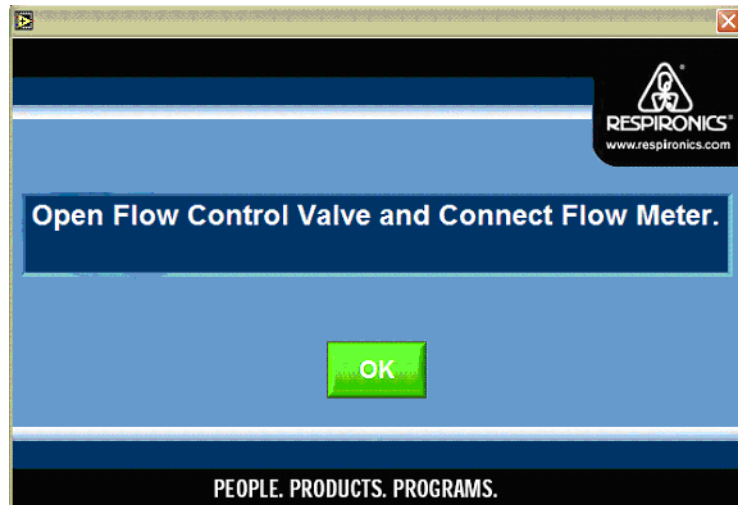 RESPIRONICS®
www.respironics.com
Open Flow Control Valve and Connect Flow Meter.
OK
PEOPLE. PRODUCTS. PROGRAMS.